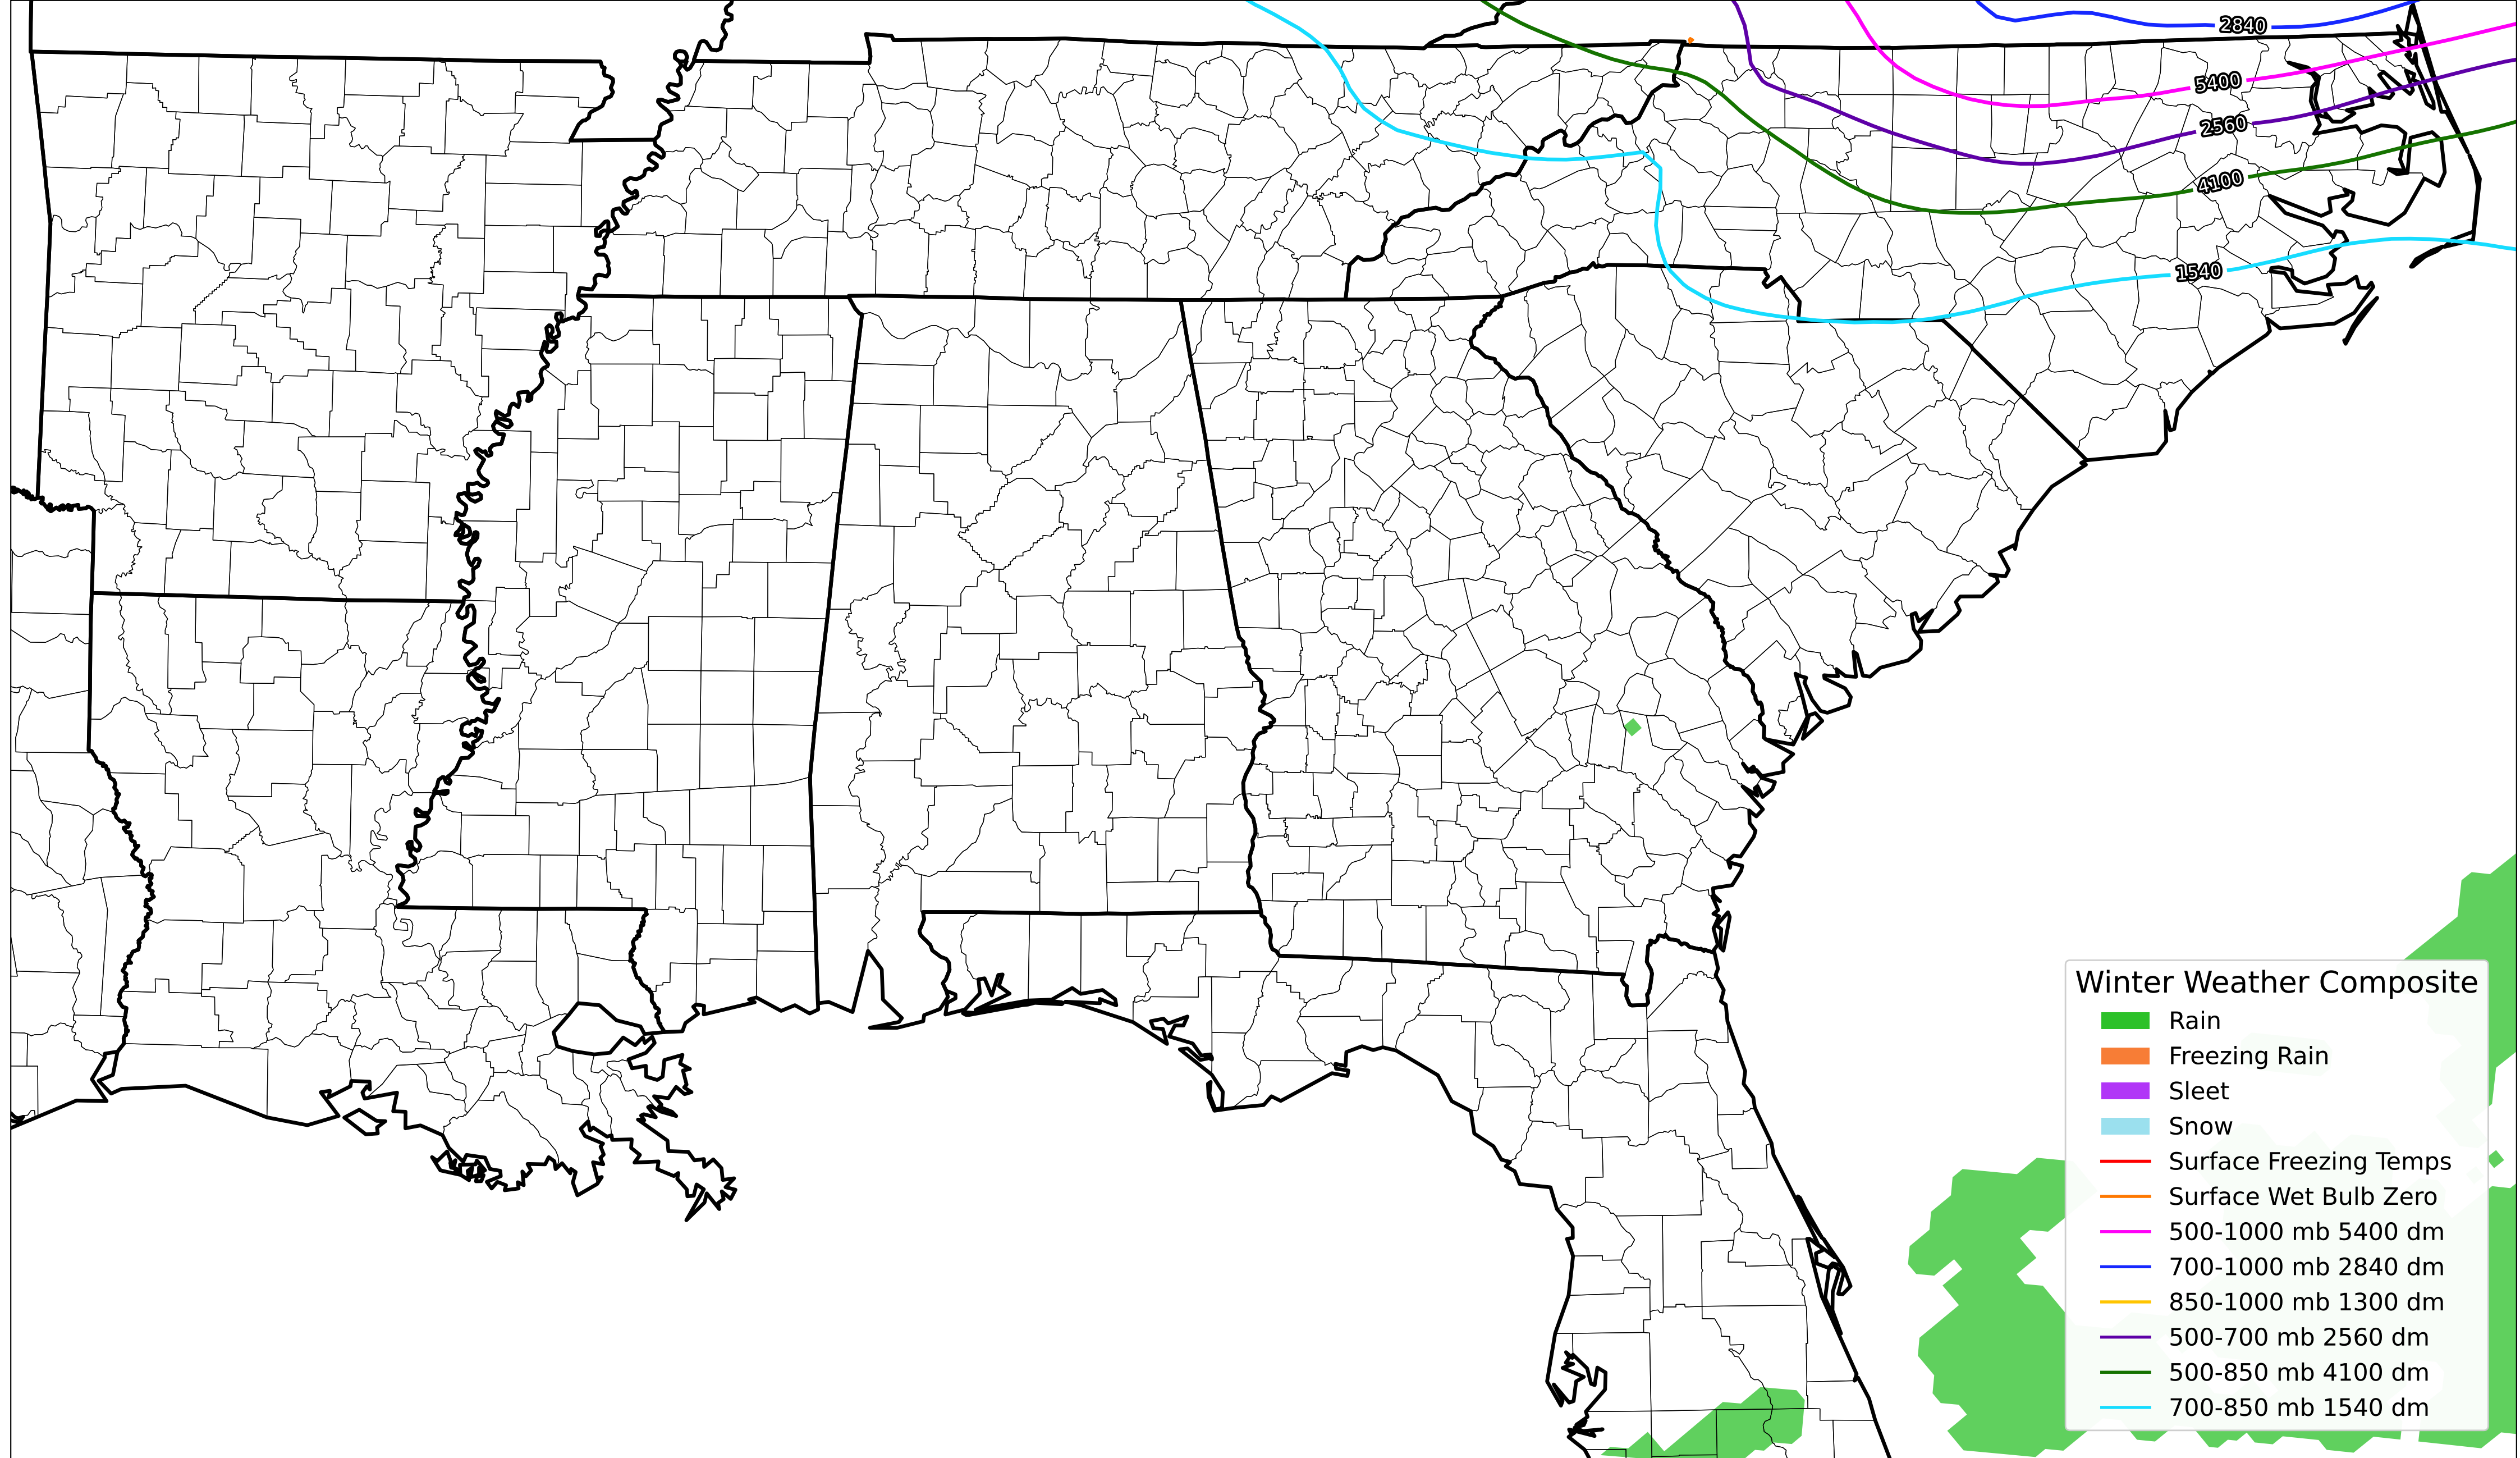 2840
5400
2560
4100
1540
Winter Weather Composite
Rain
Freezing Rain
Sleet
Snow
Surface Freezing Temps
Surface Wet Bulb Zero
500-1000 mb 5400 dm
700-1000 mb 2840 dm
850-1000 mb 1300 dm
500-700 mb 2560 dm
500-850 mb 4100 dm
700-850 mb 1540 dm